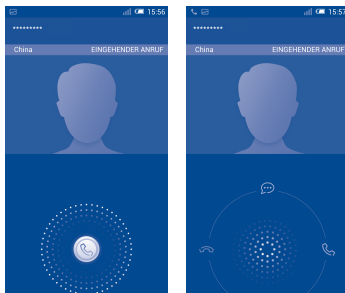 15:56
.........
China EINGEHENDER ANRUF
15:57
.........
China EINGEHENDER ANRUF